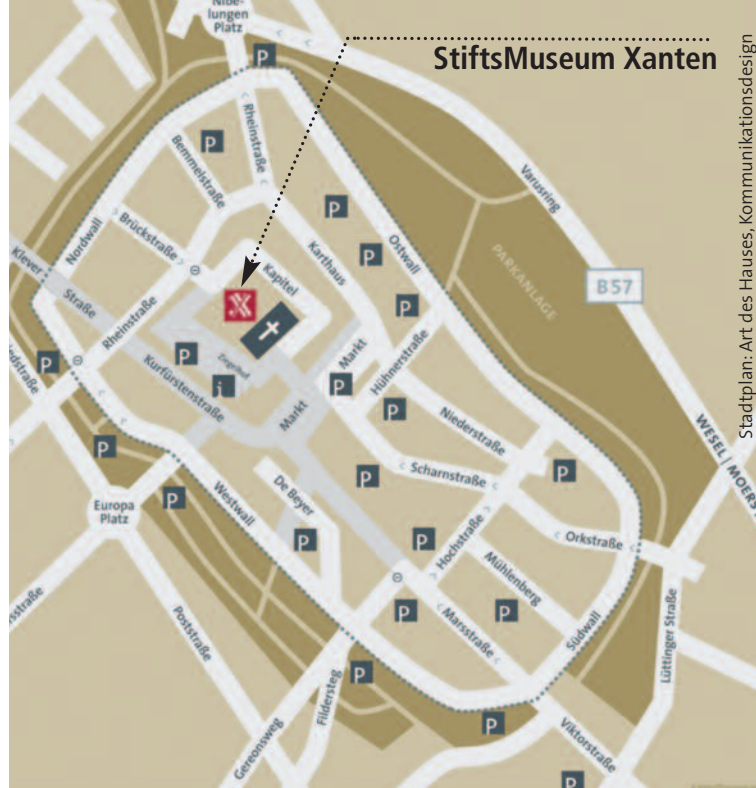 Nibe-
lungen
Platz
StiftsMuseum Xanten
Stadtplan: Art des Hauses, Kommunikationsdesign
P
Rheinstraße
P
Bemmelstraße
Varusring
Nordwall
Brückstraße
P
Karthaus
Ostwall
P
PARKANLAGE
Klever
Straße
Kapitel
B57
P
Rheinstraße
Markt
Hühnerstraße
P
P
Ziegelhof
i
P
Kurfürstenstraße
Markt
P
Niederstraße
WESEL | MOERS
P
Scharnstraße
P
P
Westwall
De Beyer
P
Europa
Platz
Hochstraße
Orkstraße
P
P
Mühlenberg
P
P
Marsstraße
Südwall
Lüttinger Straße
Poststraße
P
Fildersteg
Gereonsweg
P
Viktorstraße
P